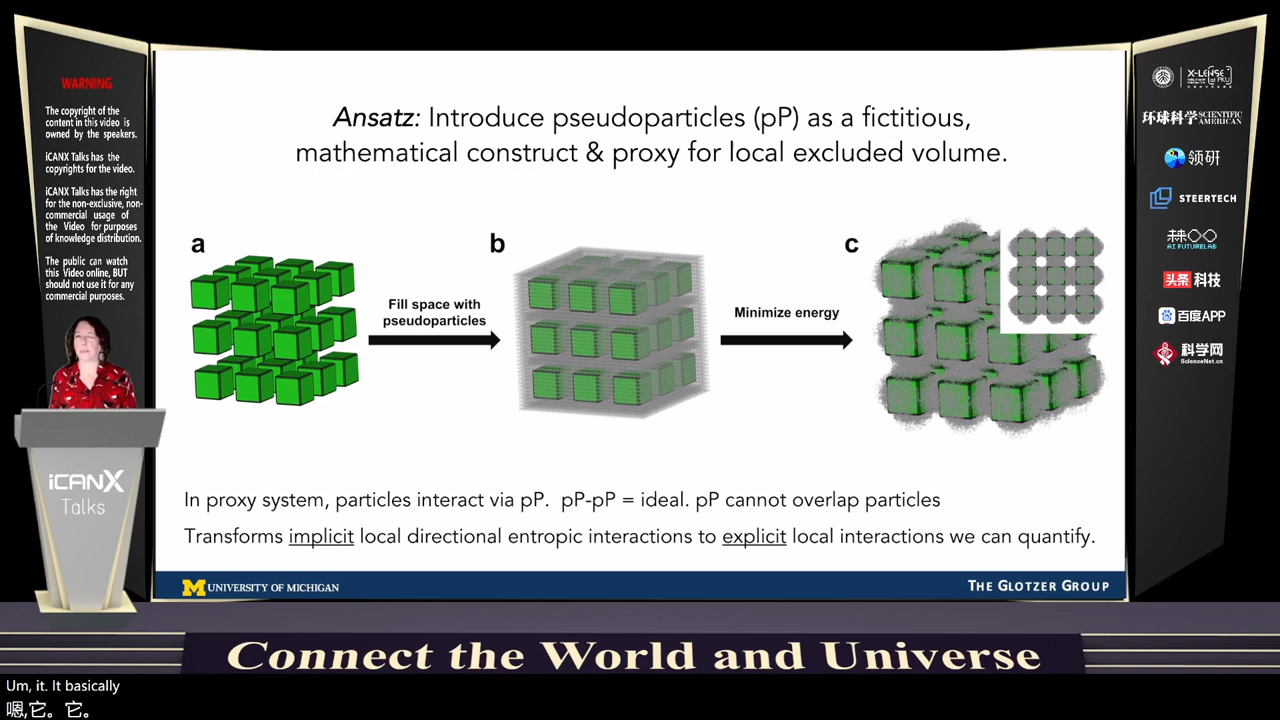 WARNING
The copyright of the
content in this video is
owned by the speakers.
iCANX Talks has the
copyrights for the video.
iCANX Talks has the right
for the non-exclusive, non-
commercial usage of
the Video for purposes
of knowledge distribution.
The public can watch
this Video online, BUT
should not use it for any
commercial purposes.
iCANX
Talks
Ansatz: Introduce pseudoparticles (pP) as a fictitious,
mathematical construct & proxy for local excluded volume.
a
b
c
Fill space with
pseudoparticles
Minimize energy
In proxy system, particles interact via pP. pP-pP = ideal. pP cannot overlap particles
Transforms implicit local directional entropic interactions to explicit local interactions we can quantify.
M UNIVERSITY OF MICHIGAN
THE GLOTZER GROUP
X-LENSE
环球科学 SCIENTIFIC AMERICAN
领研
STEERTECH
AI FUTURELAB
头条 科技
百度APP
科学网
ScienceNet.cn
Connect the World and Universe
Um, it. It basically
嗯,它。它。